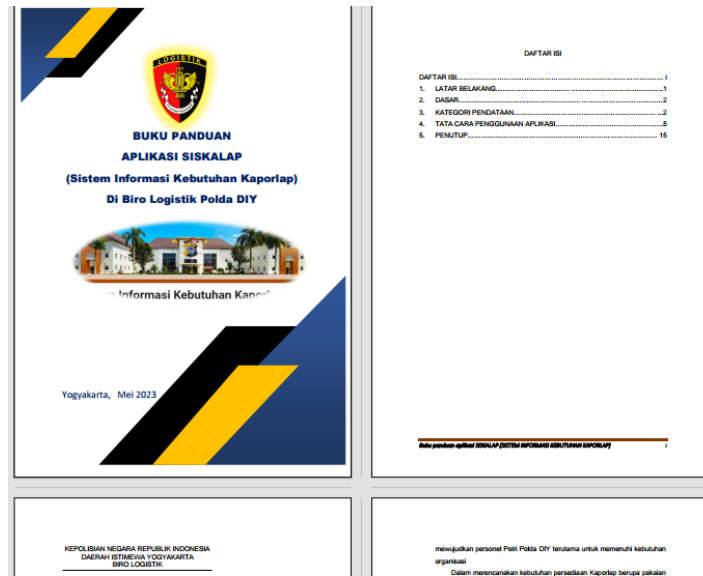 LOGISTIK
BUKU PANDUAN
APLIKASI SISKALAP
(Sistem Informasi Kebutuhan Kaporlap)
Di Biro Logistik Polda DIY
Informasi Kebutuhan
Yogyakarta, Mei 2023
DAFTAR ISI
DAFTAR ISI.......... i
1. LATAR BELAKANG.......... 1
2. DASAR.......... 2
3. KATEGORI PENDATAAN.......... 2
4. TATA CARA PENGGUNAAN APLIKASI.......... 5
5. PENUTUP.......... 15
Buku panduan aplikasi SISKALAP (SISTEM INFORMASI KEBUTUHAN KAPORLAP) i
KEPOLISIAN NEGARA REPUBLIK INDONESIA
DAERAH ISTIMEWA YOGYAKARTA
BIRO LOGISTIK
mewujudkan personel Polri Polda DIY terutama untuk memenuhi kebutuhan
organisasi
Dalam merencanakan kebutuhan persediaan Kaporlap berupa pakaian